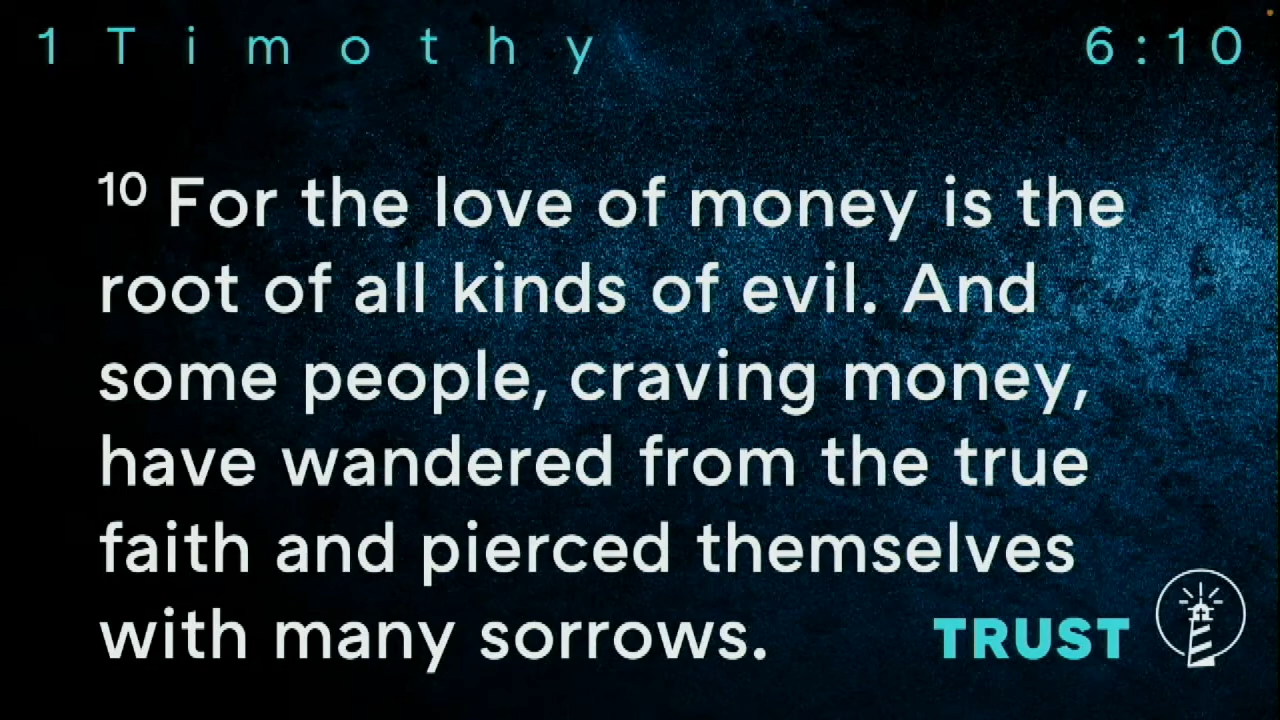 1 Timothy 6:10
10 For the love of money is the
root of all kinds of evil. And
some people, craving money,
have wandered from the true
faith and pierced themselves
with many sorrows.
TRUST